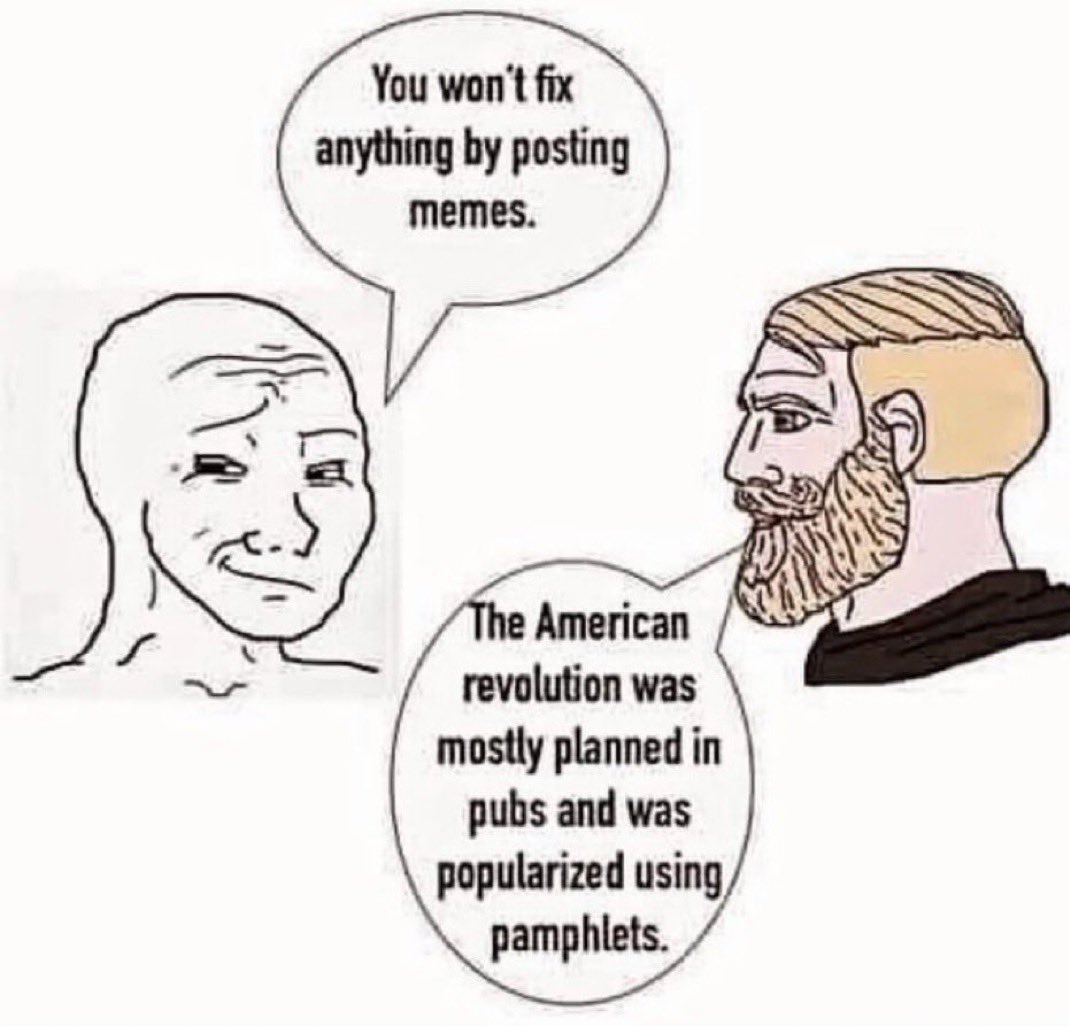 You won't fix
anything by posting
memes.
The American
revolution was
mostly planned in
pubs and was
popularized using
pamphlets.